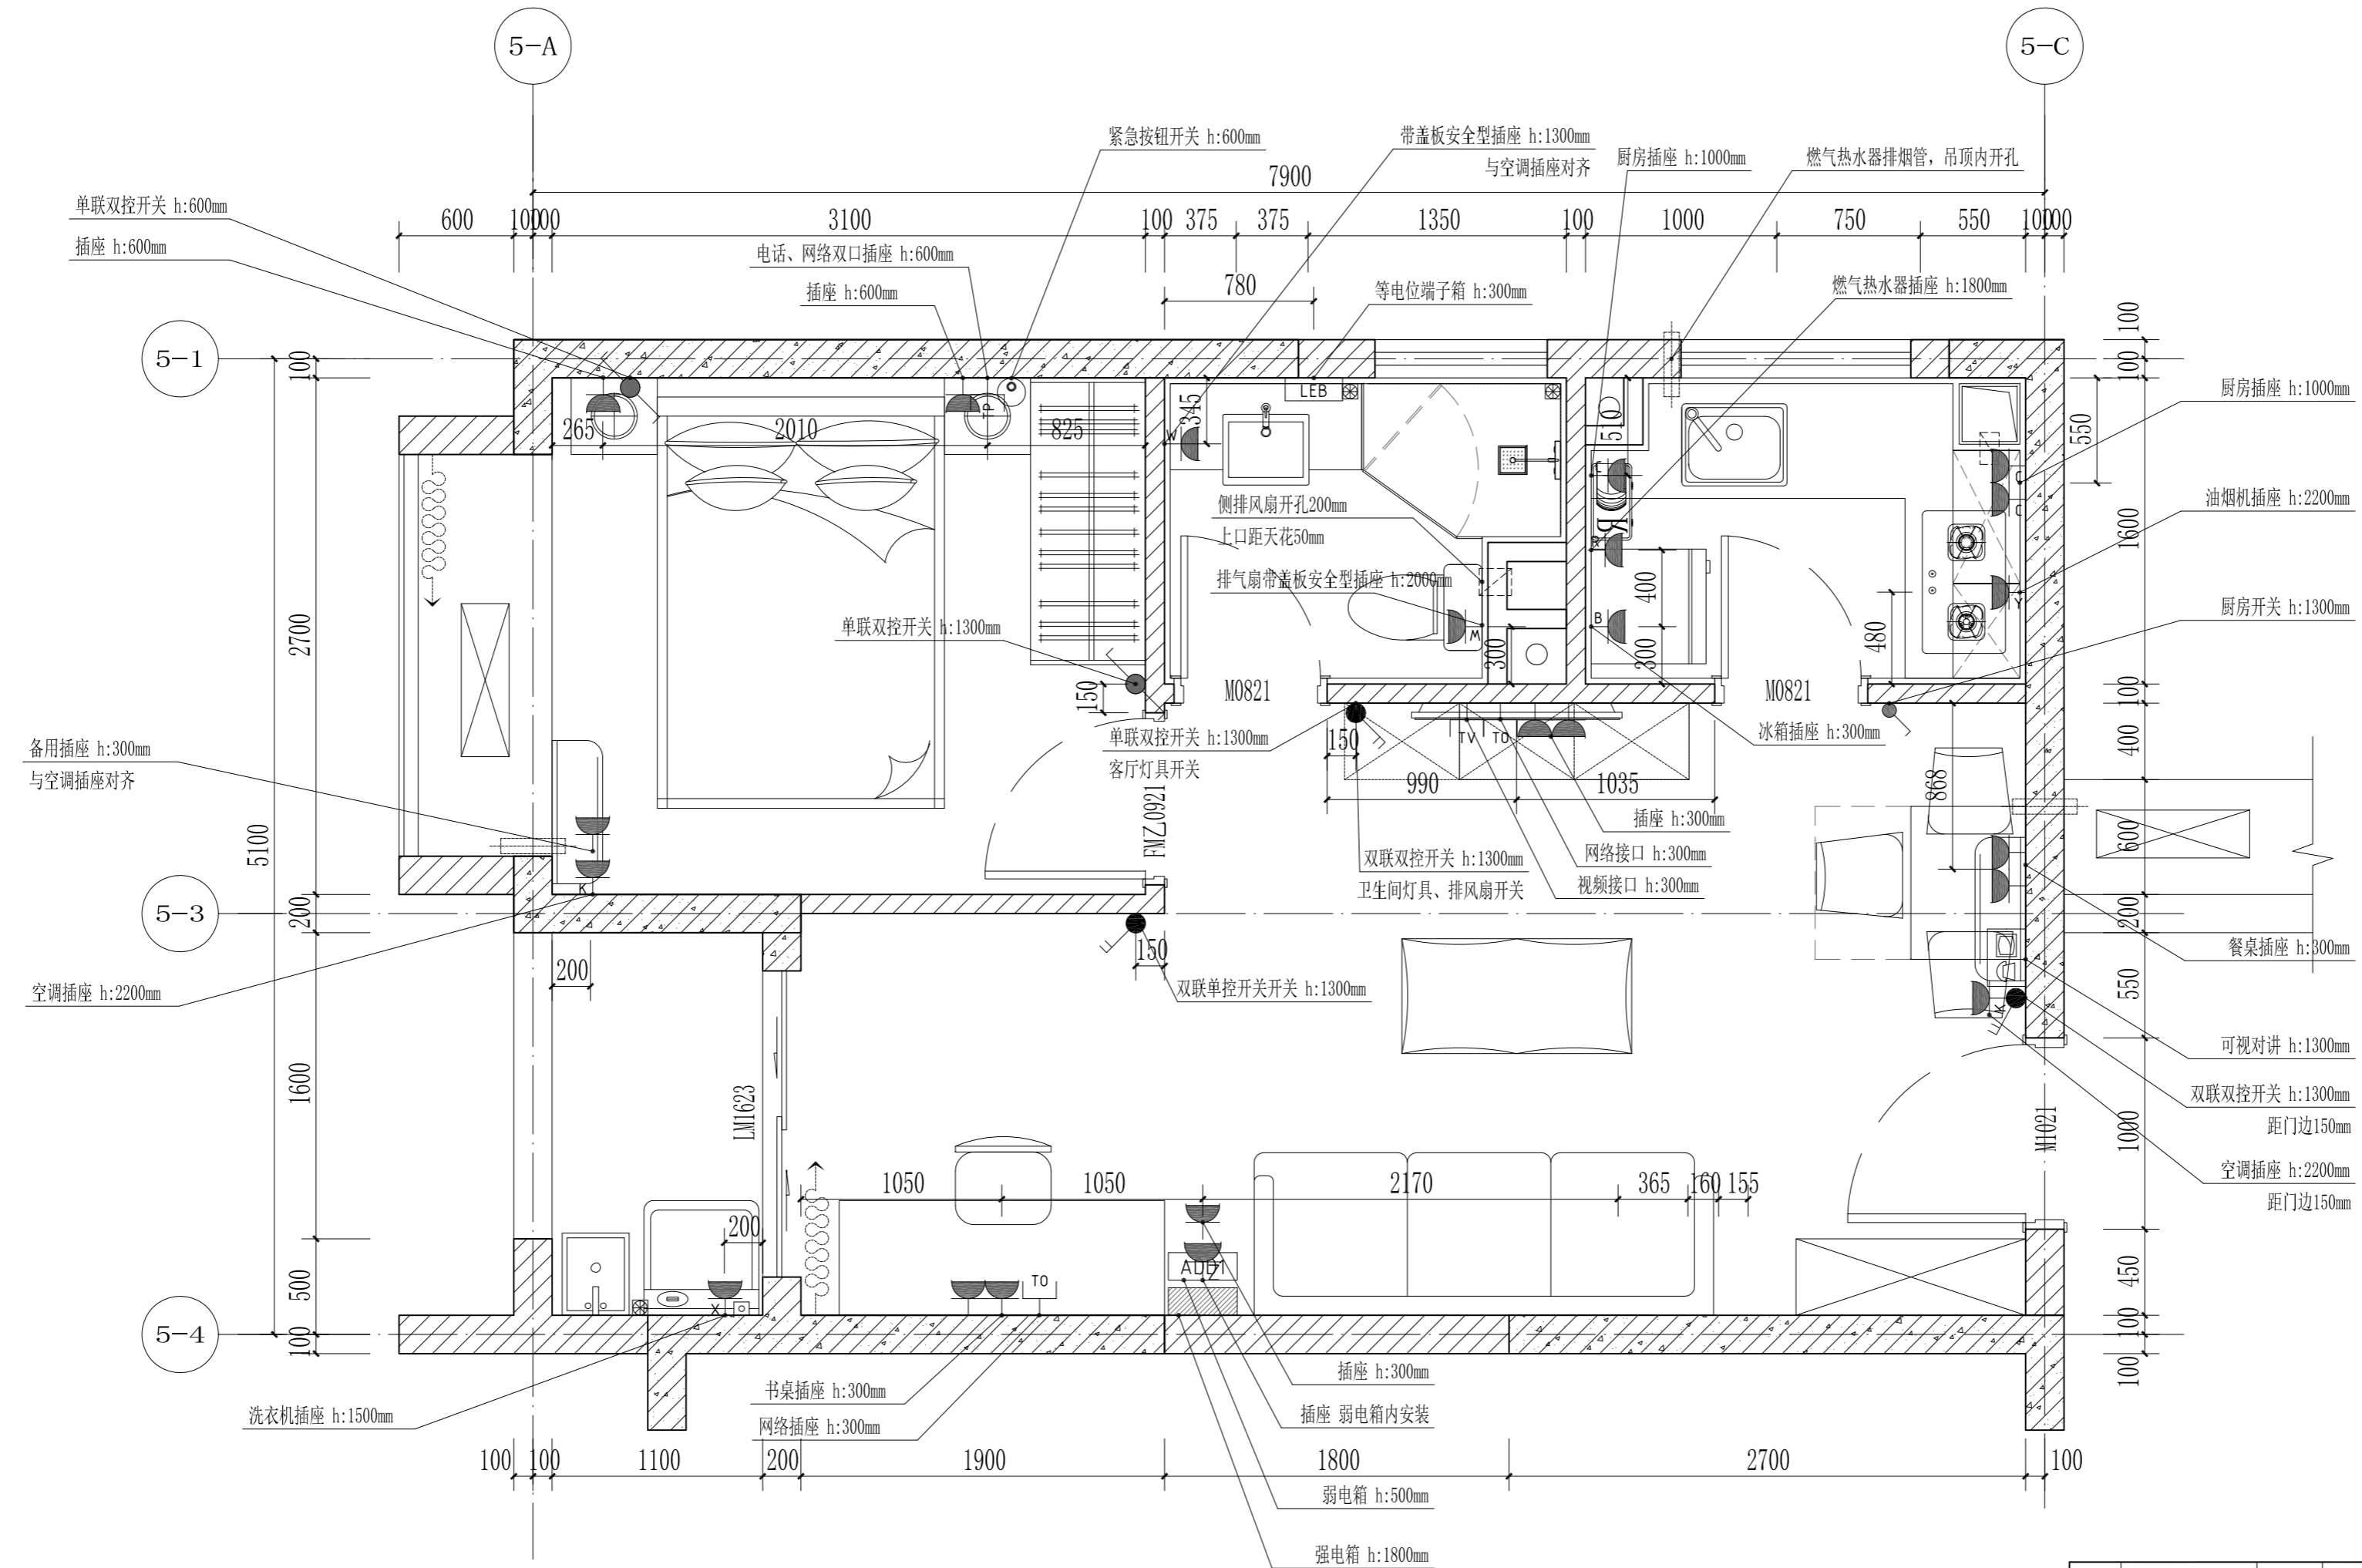 5-A
5-C
紧急按钮开关 h:600mm
带盖板安全型插座 h:1300mm
与空调插座对齐
厨房插座 h:1000mm
燃气热水器排烟管，吊顶内开孔
7900
单联双控开关 h:600mm
600
100
100
3100
100
375
375
1350
100
1000
750
550
100
100
插座 h:600mm
电话、网络双口插座 h:600mm
780
插座 h:600mm
等电位端子箱 h:300mm
燃气热水器插座 h:1800mm
5-1
100
100
100
LEB
厨房插座 h:1000mm
TP
265
2010
825
W
345
510
550
C
C
油烟机插座 h:2200mm
侧排风扇开孔200mm
上口距天花50mm
R
C
1600
排气扇带盖板安全型插座 h:2000mm
400
Y
厨房开关 h:1300mm
2700
单联双控开关 h:1300mm
M
B
300
300
480
150
M0821
M0821
100
单联双控开关 h:1300mm
客厅灯具开关
150
TV
TO
冰箱插座 h:300mm
400
备用插座 h:300mm
与空调插座对齐
990
1035
868
FMZ0921
插座 h:300mm
5100
双联双控开关 h:1300mm
卫生间灯具、排风扇开关
网络接口 h:300mm
视频接口 h:300mm
600
K
5-3
200
200
150
餐桌插座 h:300mm
200
空调插座 h:2200mm
双联单控开关开关 h:1300mm
K
550
可视对讲 h:1300mm
1600
LM1623
双联双控开关 h:1300mm
距门边150mm
M1021
1000
空调插座 h:2200mm
距门边150mm
1050
1050
2170
365
160
155
200
500
X
TO
450
5-4
100
100
100
插座 h:300mm
书桌插座 h:300mm
洗衣机插座 h:1500mm
网络插座 h:300mm
插座 弱电箱内安装
100
100
1100
200
1900
1800
2700
100
弱电箱 h:500mm
强电箱 h:1800mm